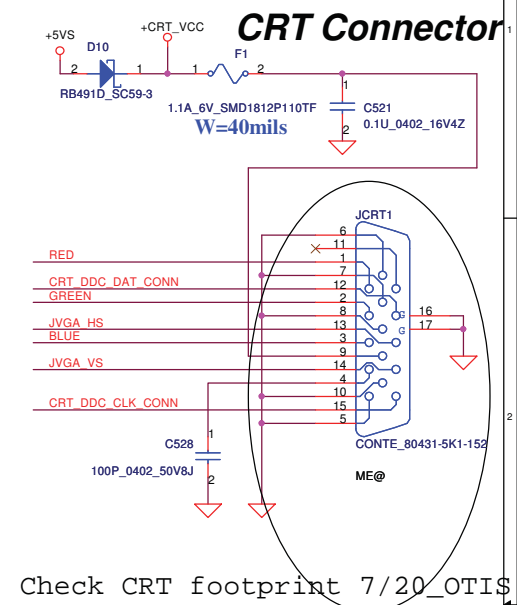 CRT Connector
1
+5VS
+CRT_VCC
D10
F1
2
1
1
2
RB491D_SC59-3
1.1A_6V_SMD1812P110TF
W=40mils
1
C521
0.1U_0402_16V4Z
2
JCRT1
6
11
RED
1
7
CRT_DDC_DAT_CONN
12
GREEN
2
8
G
16
JVGA_HS
13
G
17
BLUE
3
9
JVGA_VS
14
4
10
CRT_DDC_CLK_CONN
15
5
2
C528
1
100P_0402_50V8J
2
CONTE_80431-5K1-152
ME@
Check CRT footprint 7/20_OTIS